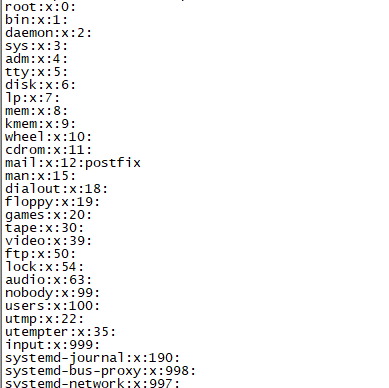 root:x:0:
bin:x:1:
daemon:x:2:
sys:x:3:
adm:x:4:
tty:x:5:
disk:x:6:
lp:x:7:
mem:x:8:
kmem:x:9:
wheel:x:10:
cdrom:x:11:
mail:x:12:postfix
man:x:15:
dialout:x:18:
floppy:x:19:
games:x:20:
tape:x:30:
video:x:39:
ftp:x:50:
lock:x:54:
audio:x:63:
nobody:x:99:
users:x:100:
utmp:x:22:
utempter:x:35:
input:x:999:
systemd-journal:x:190:
systemd-bus-proxy:x:998:
systemd-network:x:997: